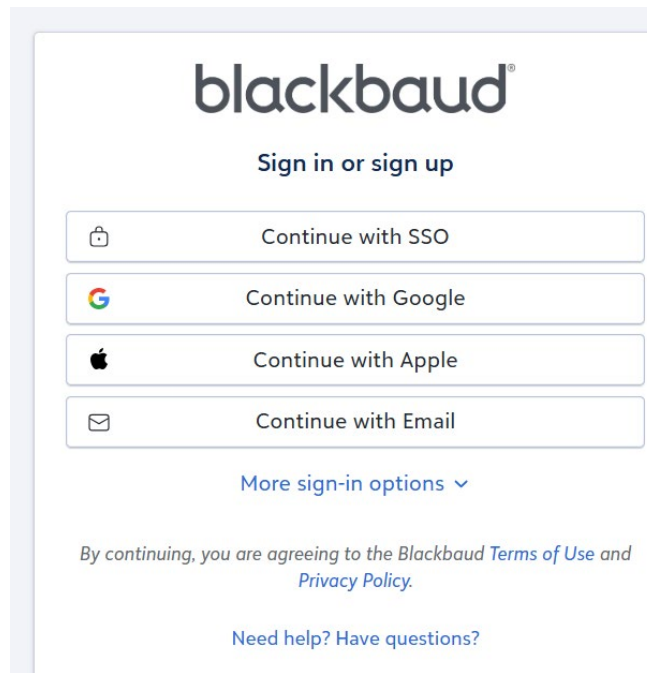 blackbaud®
Sign in or sign up
Continue with SSO
Continue with Google
Continue with Apple
Continue with Email
More sign-in options
By continuing, you are agreeing to the Blackbaud Terms of Use and
Privacy Policy.
Need help? Have questions?